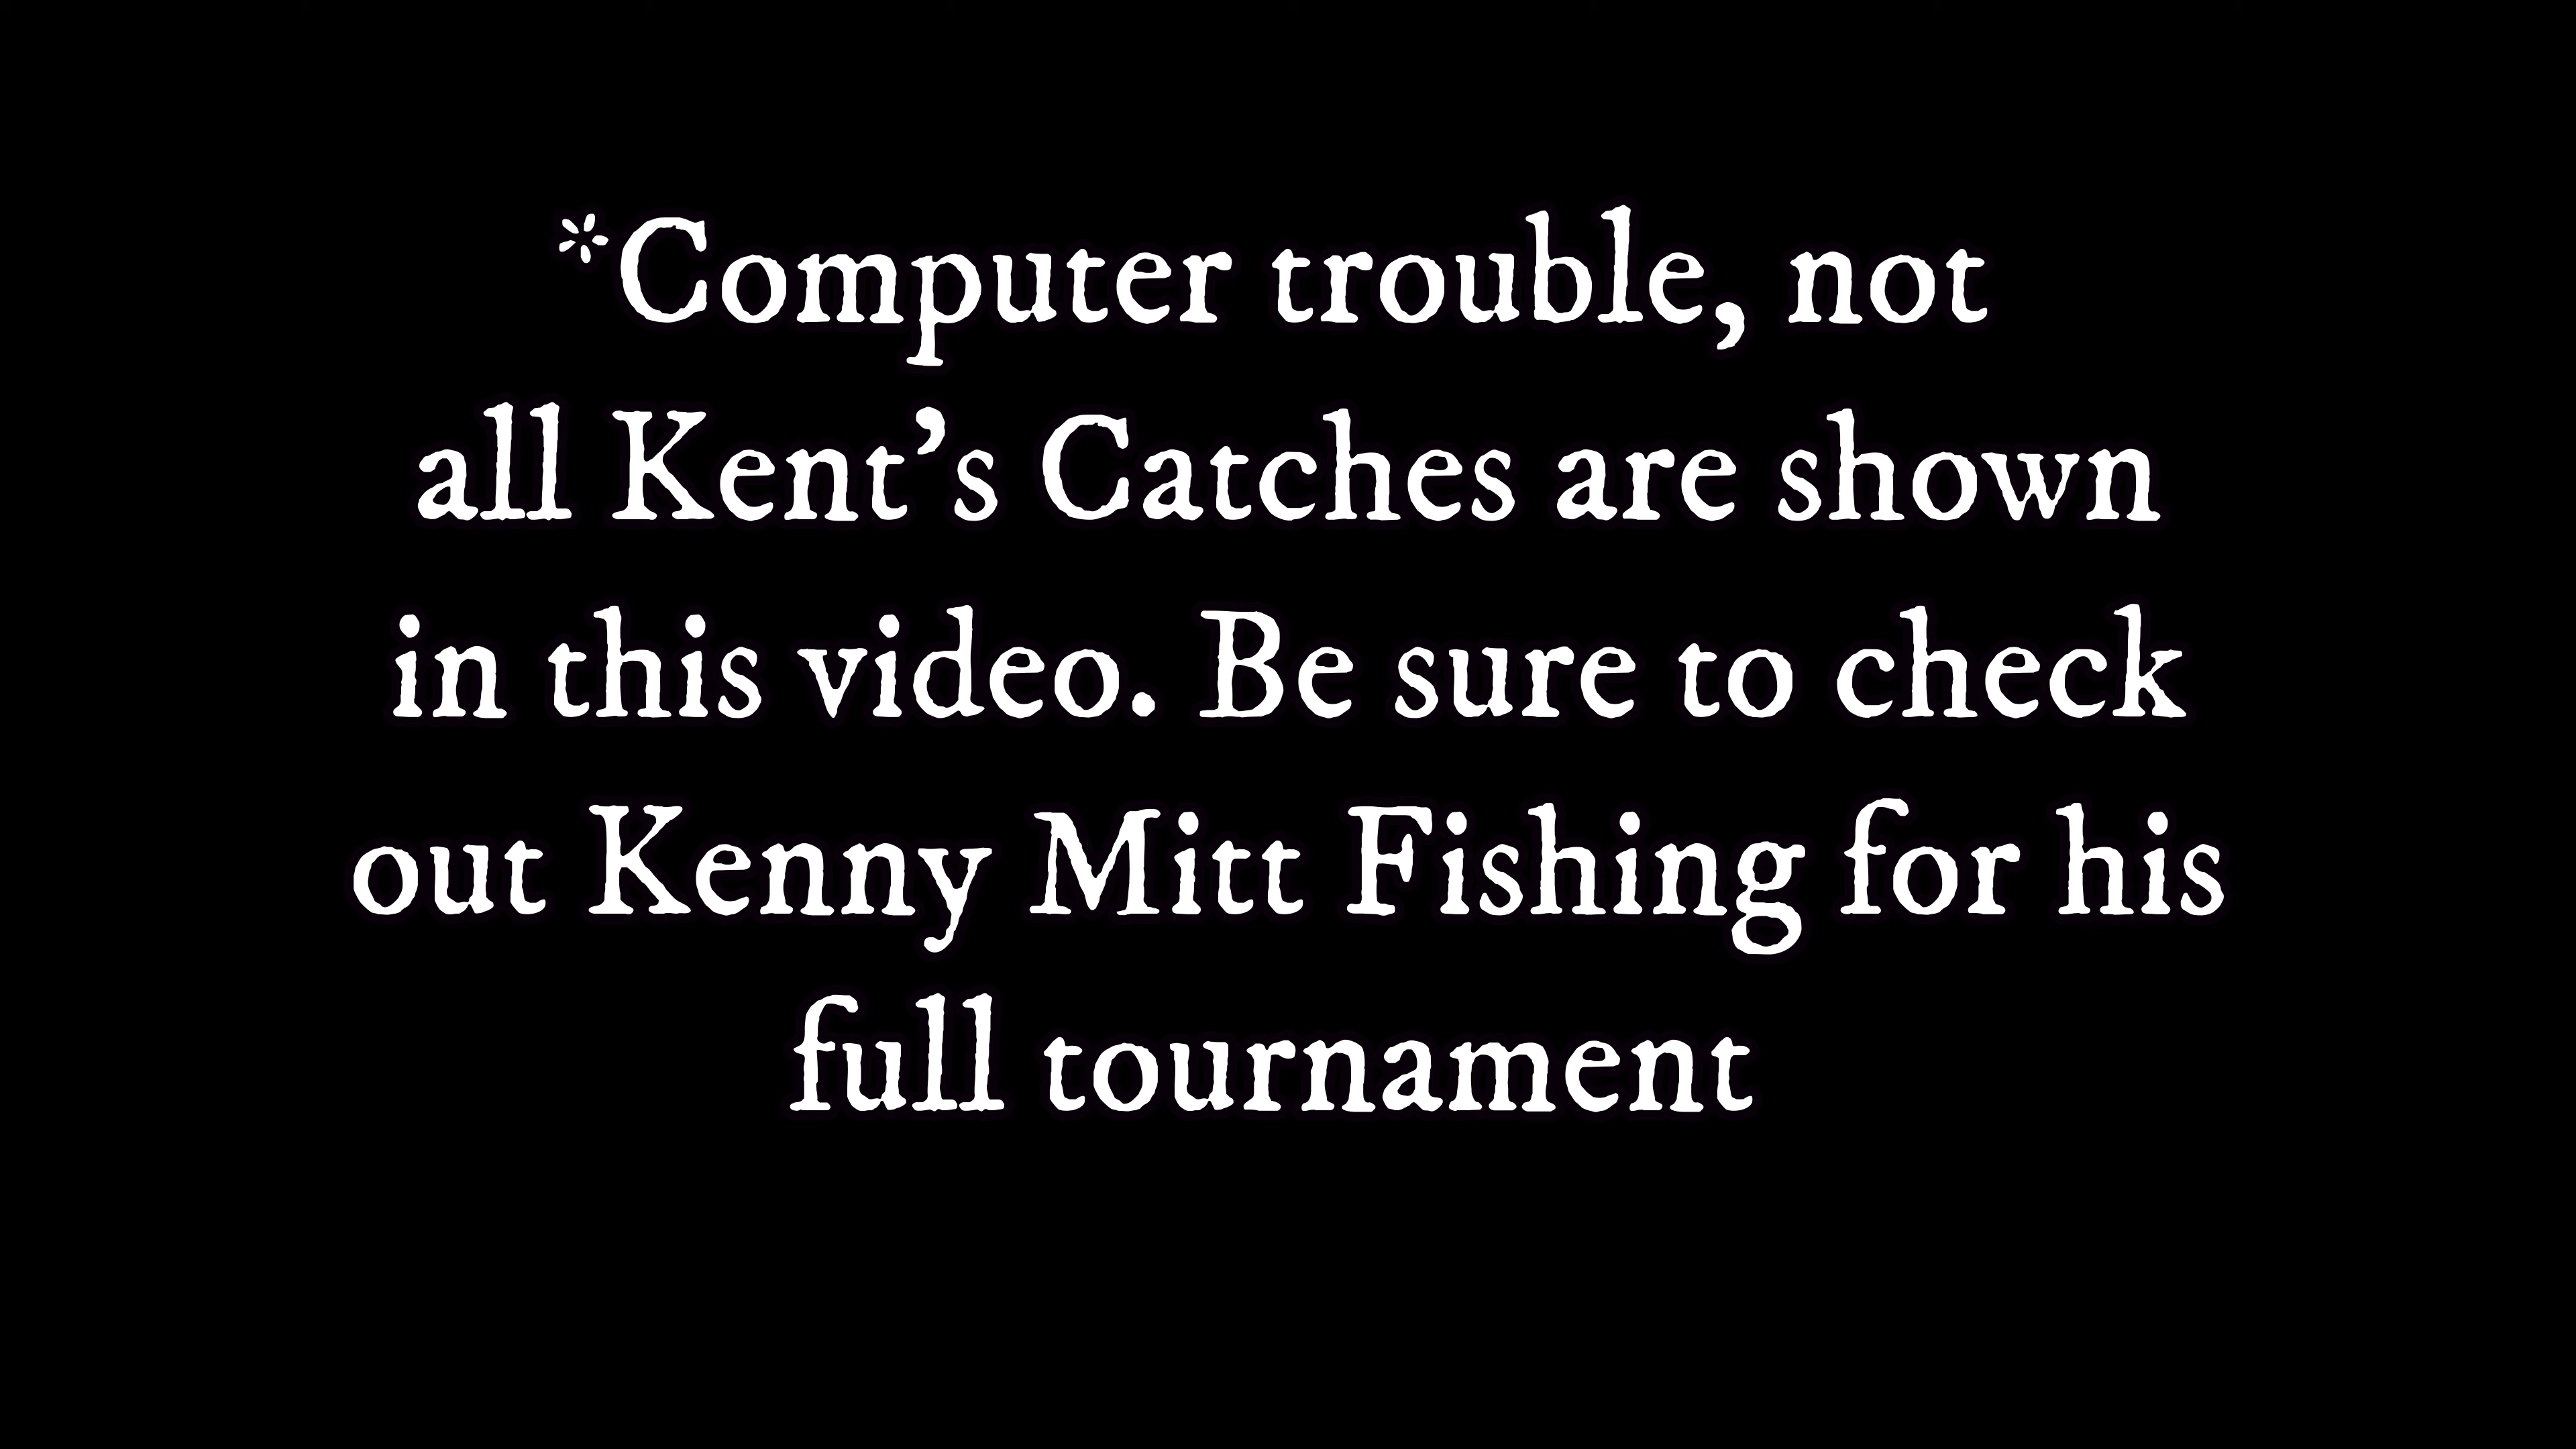 *Computer trouble, not
all Kent’s Catches are shown
in this video. Be sure to check
out Kenny Mitt Fishing for his
full tournament